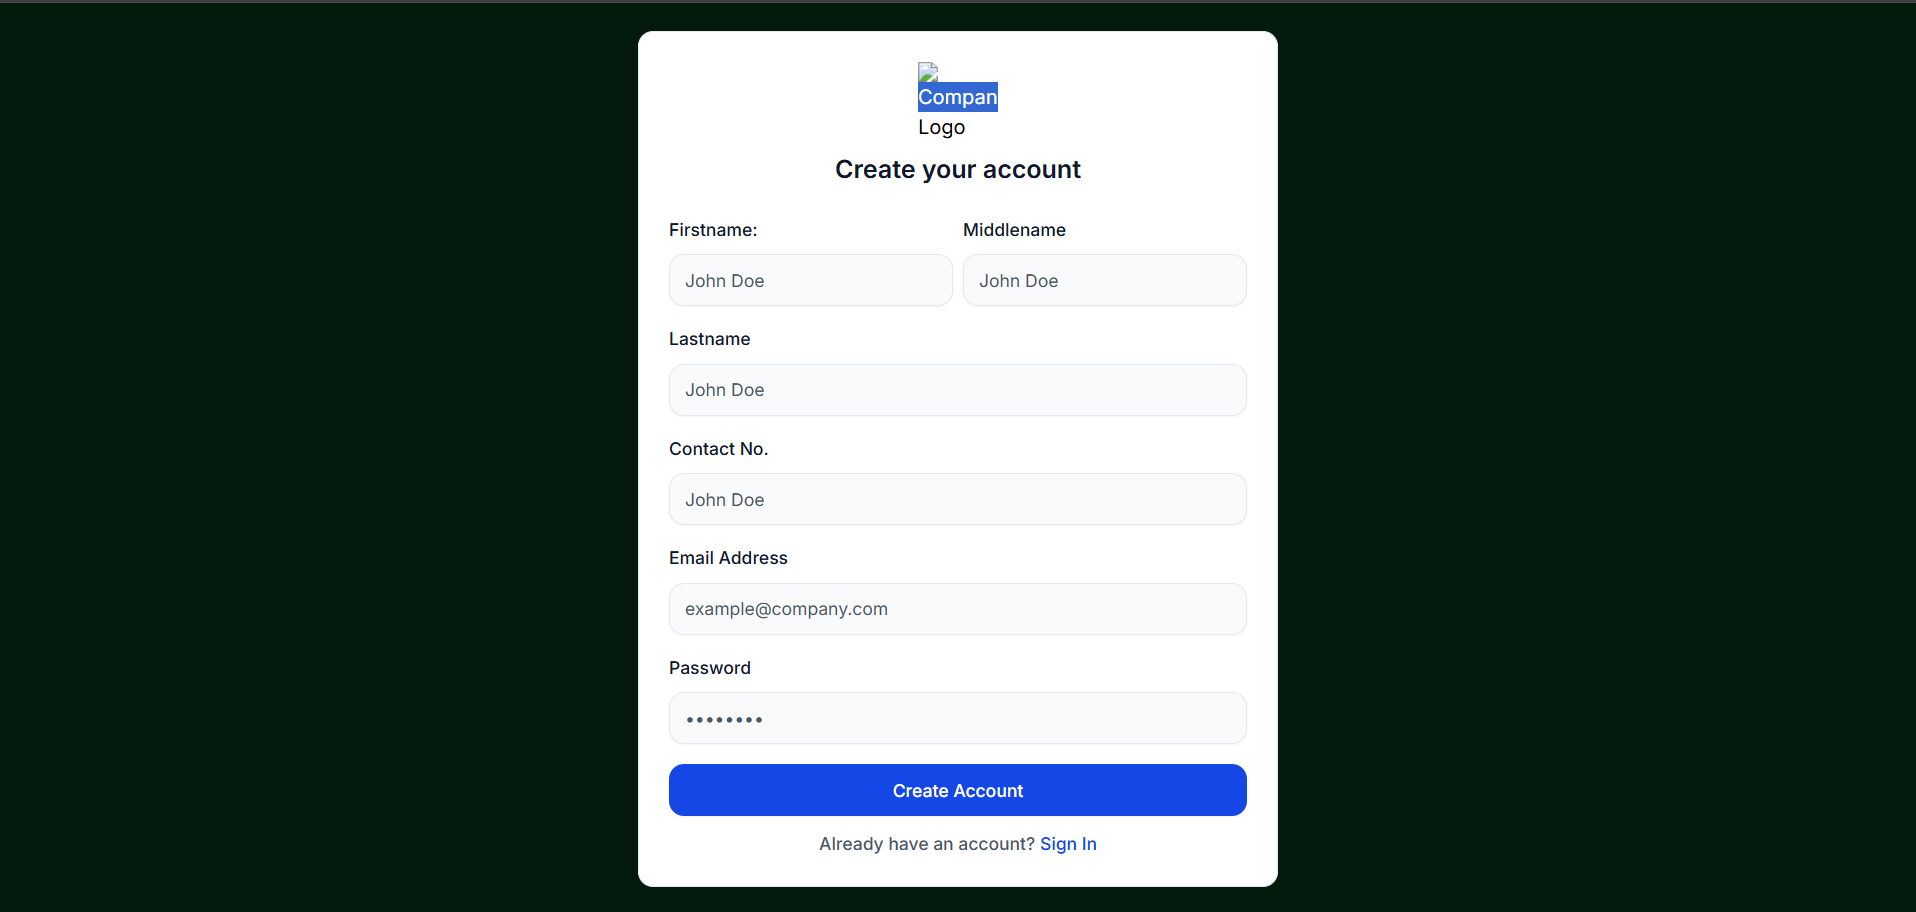 Compan
Logo
Create your account
Firstname: Middlename
John Doe John Doe
Lastname
John Doe
Contact No.
John Doe
Email Address
example@company.com
Password
••••••••
Create Account
Already have an account? Sign In